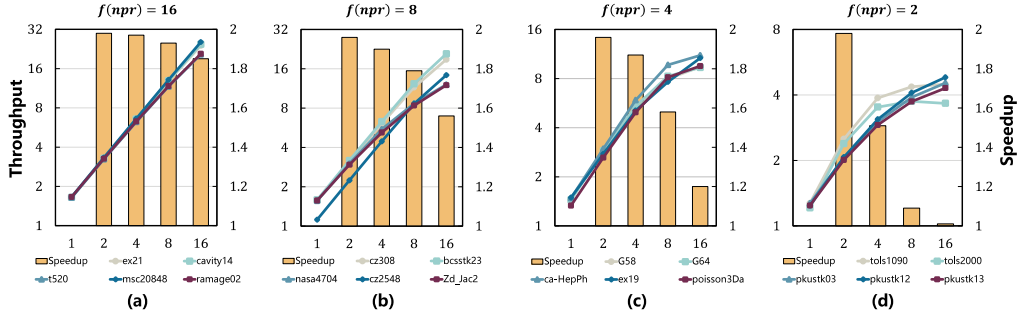 f(npr) = 16
f(npr) = 8
f(npr) = 4
f(npr) = 2
Throughput
32 16 8 4 2 1
2 1.8 1.6 1.4 1.2 1
1 2 4 8 16
Speedup ex21 cavity14
t520 msc20848 ramage02
(a)
32 16 8 4 2 1
2 1.8 1.6 1.4 1.2 1
1 2 4 8 16
Speedup cz308 bcsstk23
nasa4704 cz2548 Zd_Jac2
(b)
16 8 4 2 1
2 1.8 1.6 1.4 1.2 1
1 2 4 8 16
Speedup G58 G64
ca-HepPh ex19 poisson3Da
(c)
8 4 2 1
2 1.8 1.6 1.4 1.2 1
1 2 4 8 16
Speedup tols1090 tols2000
pkustk03 pkustk12 pkustk13
(d)
Speedup